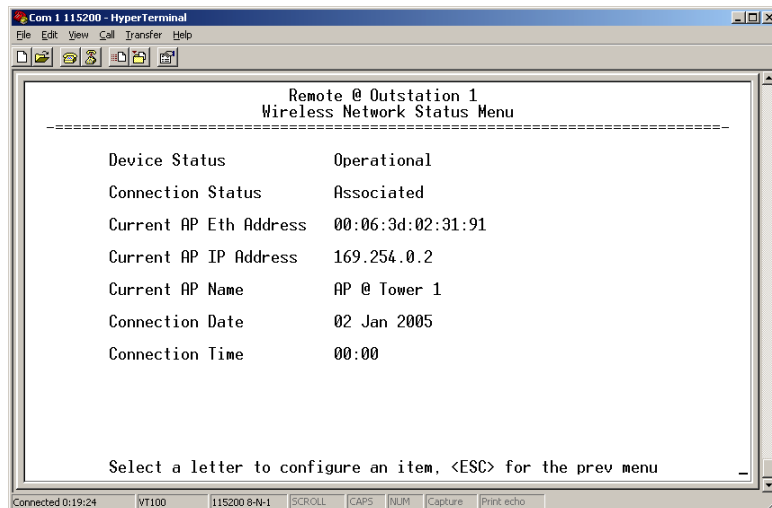 Com 1 115200 - HyperTerminal
File Edit View Call Transfer Help
Remote @ Outstation 1
Wireless Network Status Menu
-==========================================================================-
Device Status Operational
Connection Status Associated
Current AP Eth Address 00:06:3d:02:31:91
Current AP IP Address 169.254.0.2
Current AP Name AP @ Tower 1
Connection Date 02 Jan 2005
Connection Time 00:00
Select a letter to configure an item, <ESC> for the prev menu _
Connected 0:19:24 VT100 115200 8-N-1 SCROLL CAPS NUM Capture Print echo